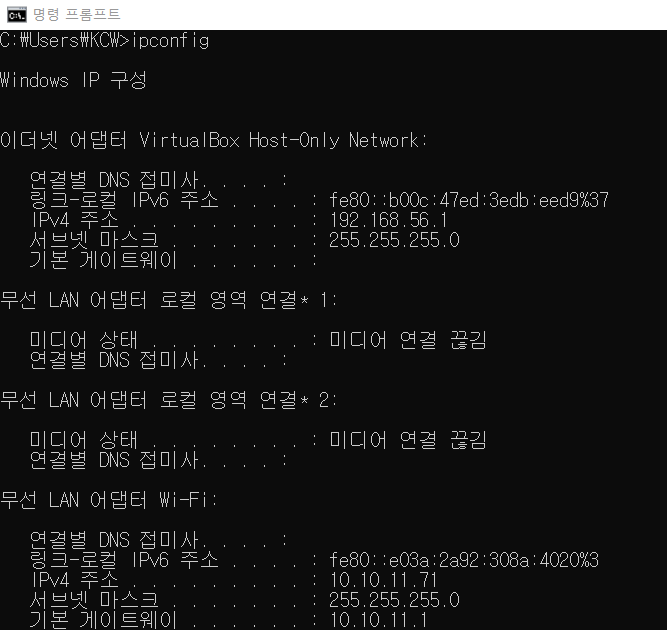 명령 프롬프트
C:\Users\KCW>ipconfig
Windows IP 구성
이더넷 어댑터 VirtualBox Host-Only Network:
연결별 DNS 접미사. . . . :
링크-로컬 IPv6 주소 . . . . : fe80::b00c:47ed:3edb:eed9%37
IPv4 주소 . . . . . . . . . : 192.168.56.1
서브넷 마스크 . . . . . . . : 255.255.255.0
기본 게이트웨이 . . . . . . :
무선 LAN 어댑터 로컬 영역 연결* 1:
미디어 상태 . . . . . . . . : 미디어 연결 끊김
연결별 DNS 접미사. . . . :
무선 LAN 어댑터 로컬 영역 연결* 2:
미디어 상태 . . . . . . . . : 미디어 연결 끊김
연결별 DNS 접미사. . . . :
무선 LAN 어댑터 Wi-Fi:
연결별 DNS 접미사. . . . :
링크-로컬 IPv6 주소 . . . . : fe80::e03a:2a92:308a:4020%3
IPv4 주소 . . . . . . . . . : 10.10.11.71
서브넷 마스크 . . . . . . . : 255.255.255.0
기본 게이트웨이 . . . . . . : 10.10.11.1